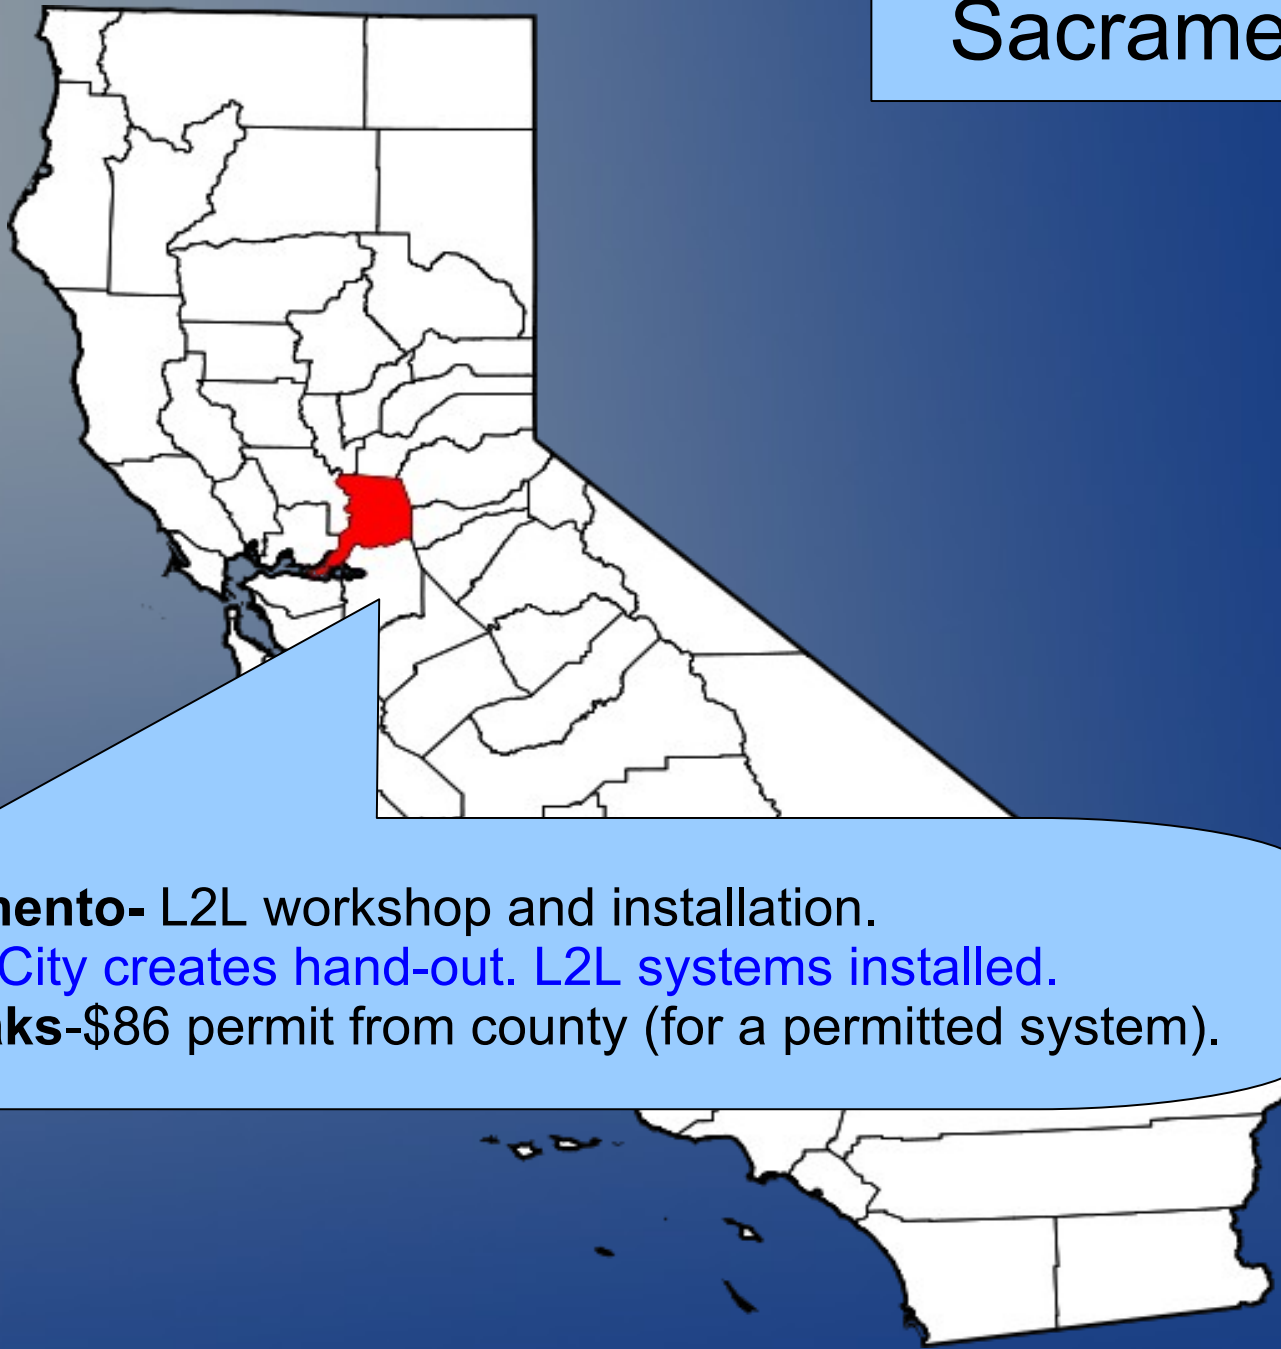 Sacrame
nento- L2L workshop and installation.
City creates hand-out. L2L systems installed.
aks-$86 permit from county (for a permitted system).